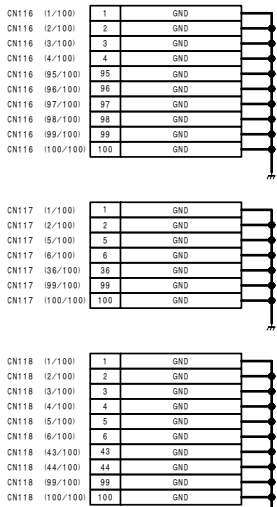 CN116 (1/100) 1 GND
CN116 (2/100) 2 GND
CN116 (3/100) 3 GND
CN116 (4/100) 4 GND
CN116 (95/100) 95 GND
CN116 (96/100) 96 GND
CN116 (97/100) 97 GND
CN116 (98/100) 98 GND
CN116 (99/100) 99 GND
CN116 (100/100) 100 GND
CN117 (1/100) 1 GND
CN117 (2/100) 2 GND
CN117 (5/100) 5 GND
CN117 (6/100) 6 GND
CN117 (36/100) 36 GND
CN117 (99/100) 99 GND
CN117 (100/100) 100 GND
CN118 (1/100) 1 GND
CN118 (2/100) 2 GND
CN118 (3/100) 3 GND
CN118 (4/100) 4 GND
CN118 (5/100) 5 GND
CN118 (6/100) 6 GND
CN118 (43/100) 43 GND
CN118 (44/100) 44 GND
CN118 (99/100) 99 GND
CN118 (100/100) 100 GND